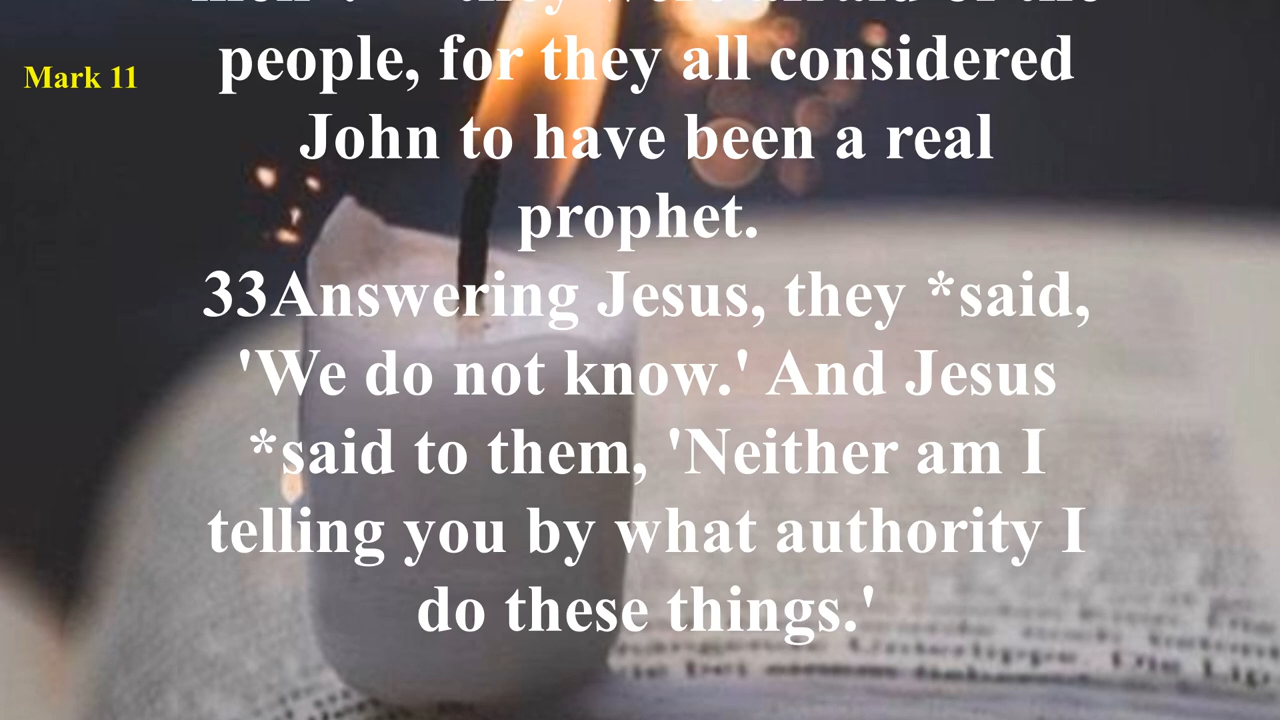 Mark 11
people, for they all considered
John to have been a real
prophet.
33Answering Jesus, they *said,
'We do not know.' And Jesus
*said to them, 'Neither am I
telling you by what authority I
do these things.'